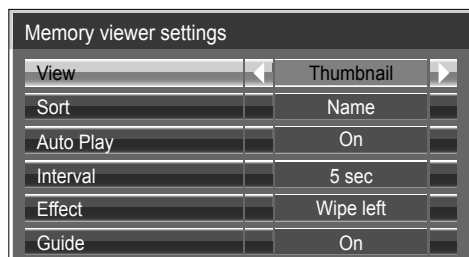 Memory viewer settings
View Thumbnail
Sort Name
Auto Play On
Interval 5 sec
Effect Wipe left
Guide On